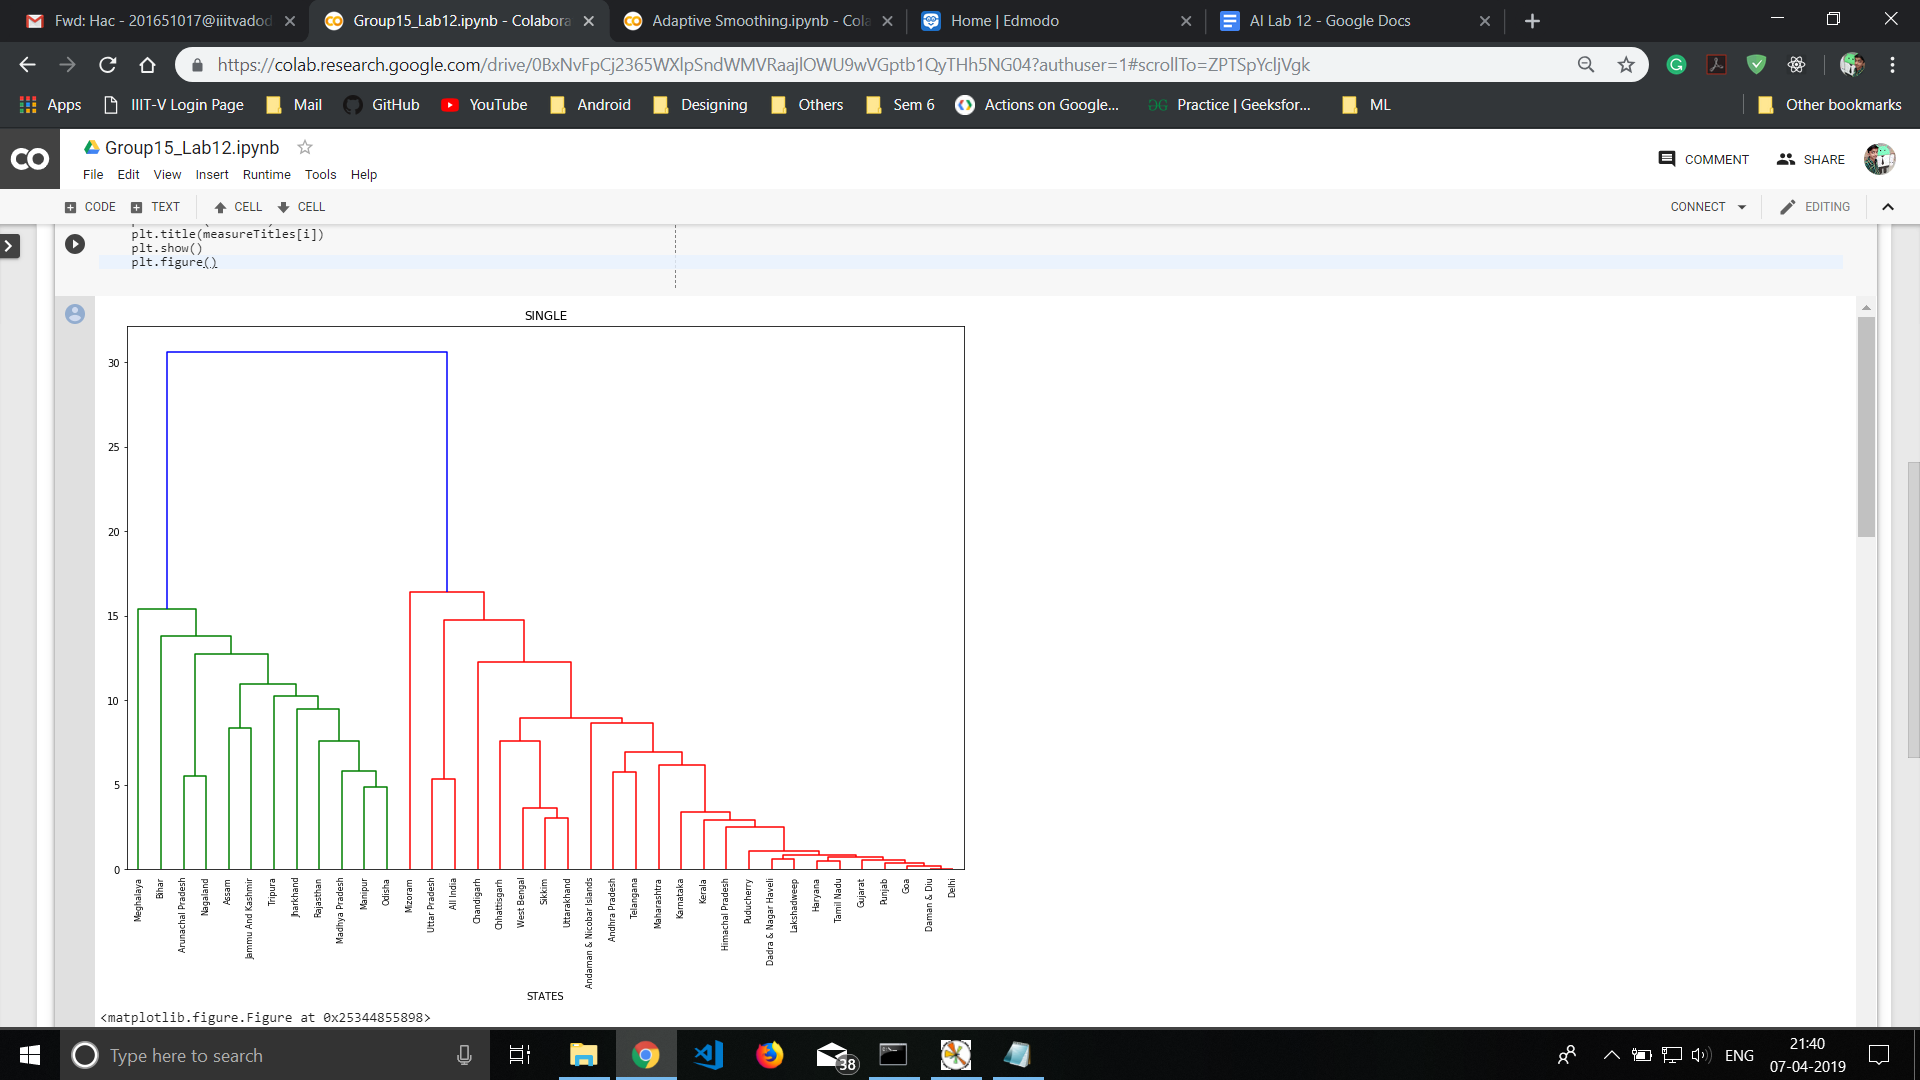 Fwd: Hac - 201651017@iiitvadod
Group15_Lab12.ipynb - Colabora
Adaptive Smoothing.ipynb - Cola
Home | Edmodo
AI Lab 12 - Google Docs
https://colab.research.google.com/drive/0BxNvFpCj2365WXlpSndWMVRaajlOWU9wVGptb1QyTHh5NG04?authuser=1#scrollTo=ZPTSpYcljVgk
Apps
IIIT-V Login Page
Mail
GitHub
YouTube
Android
Designing
Others
Sem 6
Actions on Google...
Practice | Geeksfor...
ML
Other bookmarks
CO
Group15_Lab12.ipynb
COMMENT
SHARE
File Edit View Insert Runtime Tools Help
CODE TEXT CELL CELL
CONNECT
EDITING
plt.title(measureTitles[i])
plt.show()
plt.figure()
SINGLE
30
25
20
15
10
5
0
Meghalaya
Bihar
Arunachal Pradesh
Nagaland
Assam
Jammu And Kashmir
Tripura
Jharkhand
Rajasthan
Madhya Pradesh
Manipur
Odisha
Mizoram
Uttar Pradesh
All India
Chandigarh
Chhattisgarh
West Bengal
Sikkim
Uttarakhand
Andaman & Nicobar Islands
Andhra Pradesh
Telangana
Maharashtra
Karnataka
Kerala
Himachal Pradesh
Puducherry
Dadra & Nagar Haveli
Lakshadweep
Haryana
Tamil Nadu
Gujarat
Punjab
Goa
Daman & Diu
Delhi
STATES
<matplotlib.figure.Figure at 0x25344855898>
Type here to search
38
ENG
21:40
07-04-2019